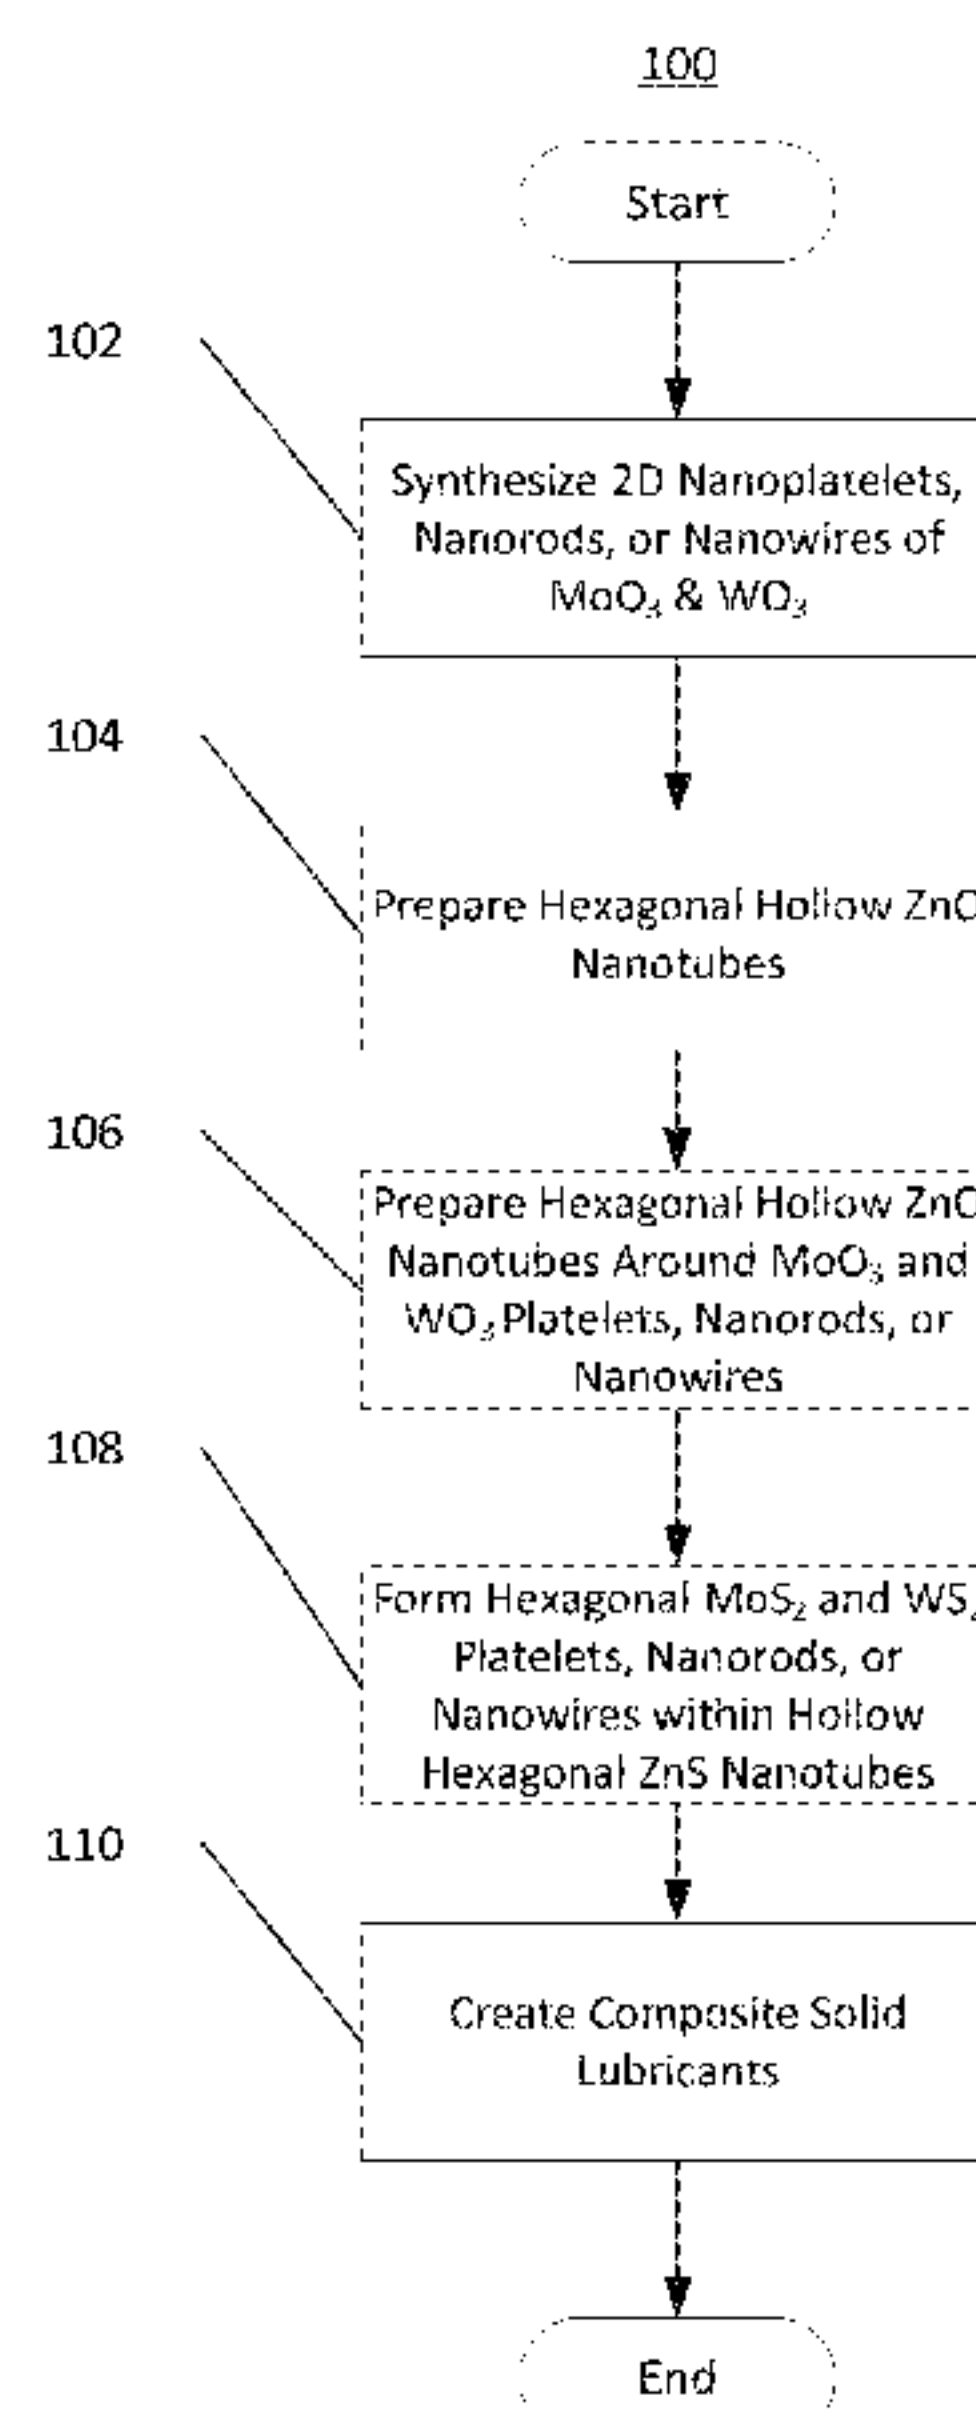 100
Start
102
Synthesize 2D Nanoplatelets,
Nanorods, or Nanowires of
MoO₃ & WO₃
104
Prepare Hexagonal Hollow ZnO
Nanotubes
106
Prepare Hexagonal Hollow ZnO
Nanotubes Around MoO₃ and
WO₃ Platelets, Nanorods, or
Nanowires
108
Form Hexagonal MoS₂ and WS₂
Platelets, Nanorods, or
Nanowires within Hollow
Hexagonal ZnS Nanotubes
110
Create Composite Solid
Lubricants
End